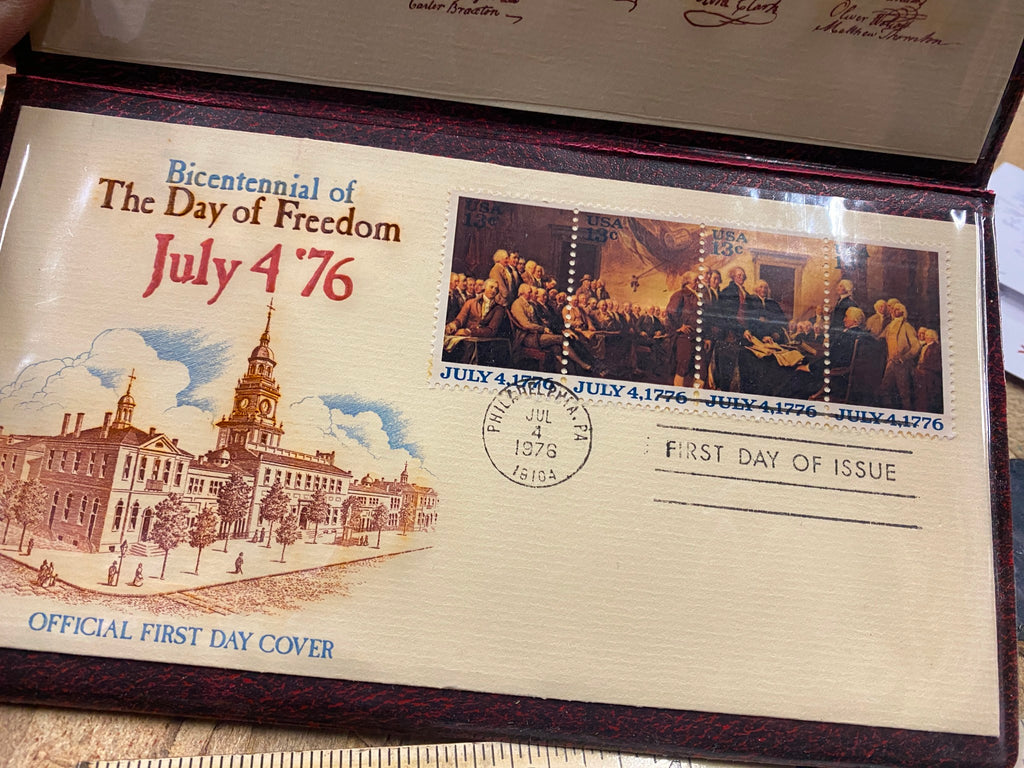 Carter Braxton
Abra Clark
Oliver Wolcott
Matthew Thornton
Bicentennial of
The Day of Freedom
July 4 '76
USA
13c
USA
13c
USA
13c
JULY 4, 1776
JULY 4, 1776
JULY 4, 1776
JULY 4, 1776
PHILADELPHIA, PA
JUL
4
1976
19104
FIRST DAY OF ISSUE
OFFICIAL FIRST DAY COVER